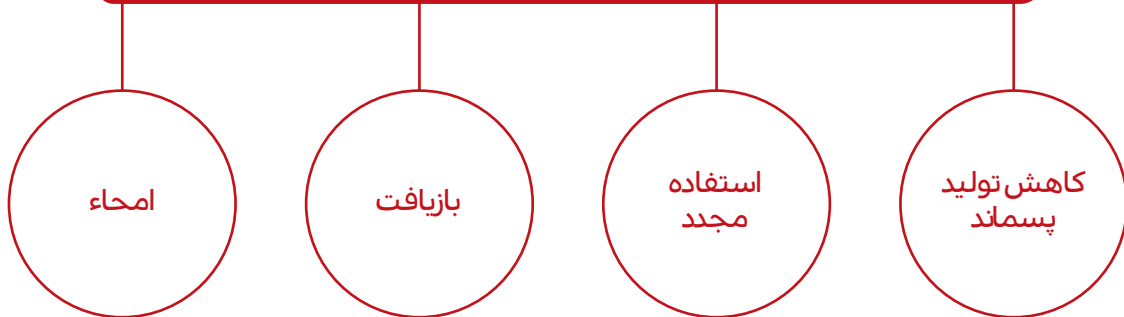 کاهش تولید
پسماند
استفاده
مجدد
بازیافت
امحاء